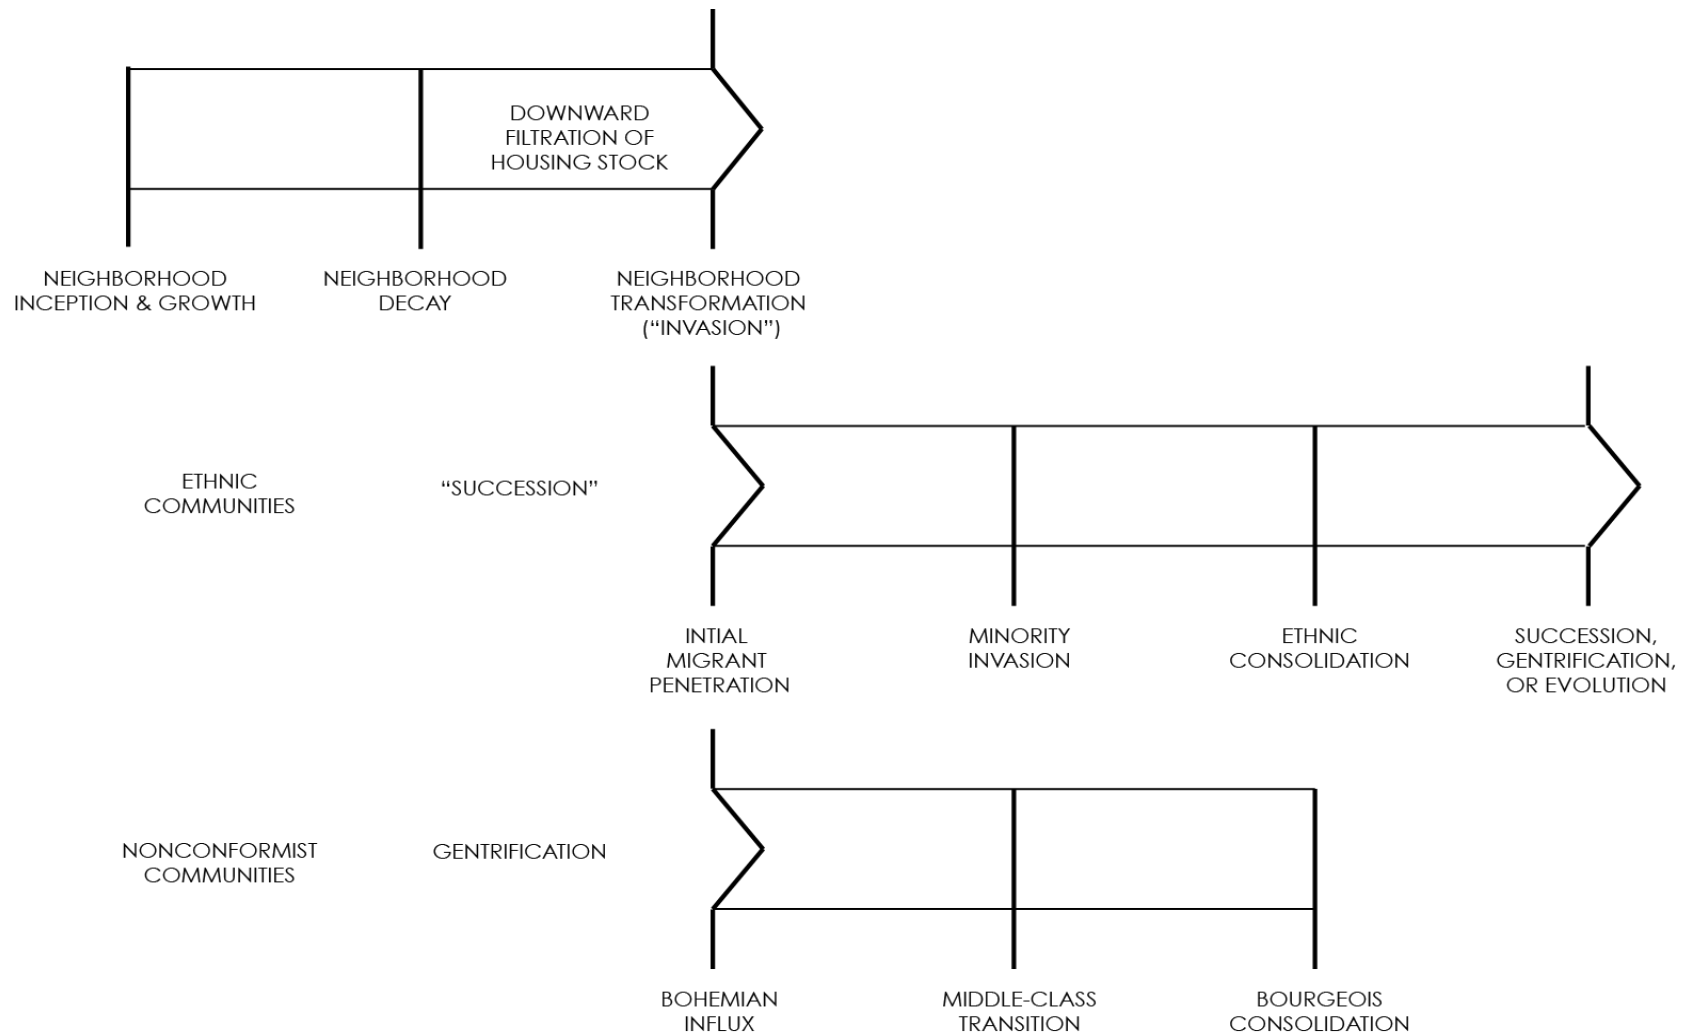 DOWNWARD
FILTRATION OF
HOUSING STOCK
NEIGHBORHOOD
INCEPTION & GROWTH
NEIGHBORHOOD
DECAY
NEIGHBORHOOD
TRANSFORMATION
(“INVASION”)
ETHNIC
COMMUNITIES
“SUCCESSION”
INTIAL
MIGRANT
PENETRATION
MINORITY
INVASION
ETHNIC
CONSOLIDATION
SUCCESSION,
GENTRIFICATION,
OR EVOLUTION
NONCONFORMIST
COMMUNITIES
GENTRIFICATION
BOHEMIAN
INFLUX
MIDDLE-CLASS
TRANSITION
BOURGEOIS
CONSOLIDATION